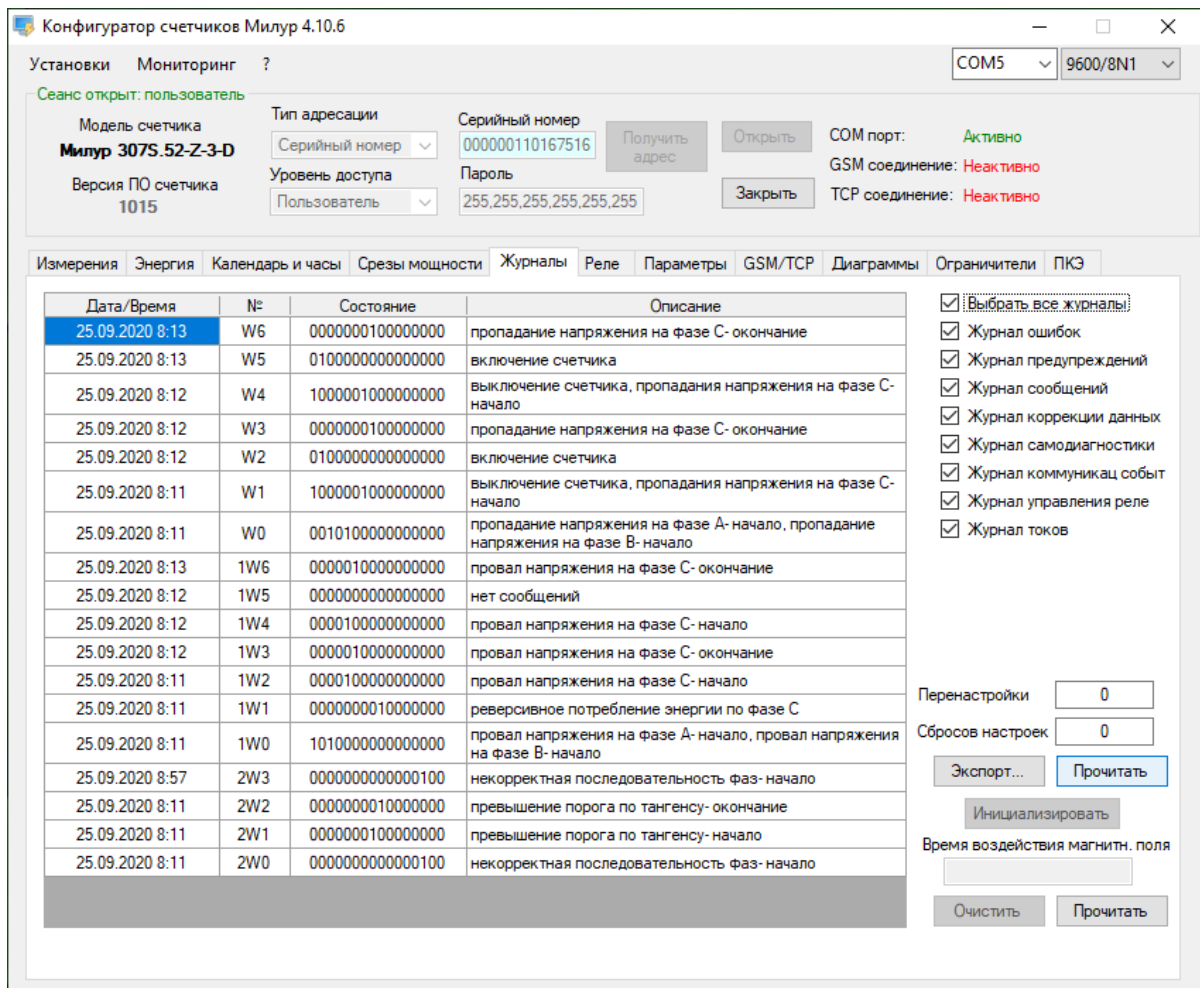 Конфигуратор счетчиков Милур 4.10.6
Установки Мониторинг ? COM5 9600/8N1
Сеанс открыт: пользователь
Модель счетчика
Милур 307S.52-Z-3-D
Версия ПО счетчика
1015
Тип адресации
Серийный номер
Уровень доступа
Пользователь
Серийный номер
000000110167516
Пароль
255,255,255,255,255,255
Получить
адрес
Открыть
Закрыть
COM порт: Активно
GSM соединение: Неактивно
TCP соединение: Неактивно
Измерения Энергия Календарь и часы Срезы мощности Журналы Реле Параметры GSM/TCP Диаграммы Ограничители ПКЭ
Дата/Время № Состояние Описание
25.09.2020 8:13 W6 0000000100000000 пропадание напряжения на фазе C- окончание
25.09.2020 8:13 W5 0100000000000000 включение счетчика
25.09.2020 8:12 W4 1000001000000000 выключение счетчика, пропадания напряжения на фазе C-
начало
25.09.2020 8:12 W3 0000000100000000 пропадание напряжения на фазе C- окончание
25.09.2020 8:12 W2 0100000000000000 включение счетчика
25.09.2020 8:11 W1 1000001000000000 выключение счетчика, пропадания напряжения на фазе C-
начало
25.09.2020 8:11 W0 0010100000000000 пропадание напряжения на фазе A- начало, пропадание
напряжения на фазе B- начало
25.09.2020 8:13 1W6 0000010000000000 провал напряжения на фазе C- окончание
25.09.2020 8:12 1W5 0000000000000000 нет сообщений
25.09.2020 8:12 1W4 0000100000000000 провал напряжения на фазе C- начало
25.09.2020 8:12 1W3 0000010000000000 провал напряжения на фазе C- окончание
25.09.2020 8:11 1W2 0000100000000000 провал напряжения на фазе C- начало
25.09.2020 8:11 1W1 0000000010000000 реверсивное потребление энергии по фазе C
25.09.2020 8:11 1W0 1010000000000000 провал напряжения на фазе A- начало, провал напряжения
на фазе B- начало
25.09.2020 8:57 2W3 0000000000000100 некорректная последовательность фаз- начало
25.09.2020 8:11 2W2 0000000010000000 превышение порога по тангенсу- окончание
25.09.2020 8:11 2W1 0000000100000000 превышение порога по тангенсу- начало
25.09.2020 8:11 2W0 0000000000000100 некорректная последовательность фаз- начало
Выбрать все журналы
Журнал ошибок
Журнал предупреждений
Журнал сообщений
Журнал коррекции данных
Журнал самодиагностики
Журнал коммуникац событ
Журнал управления реле
Журнал токов
Перенастройки 0
Сбросов настроек 0
Экспорт... Прочитать
Инициализировать
Время воздействия магнитн. поля
Очистить Прочитать